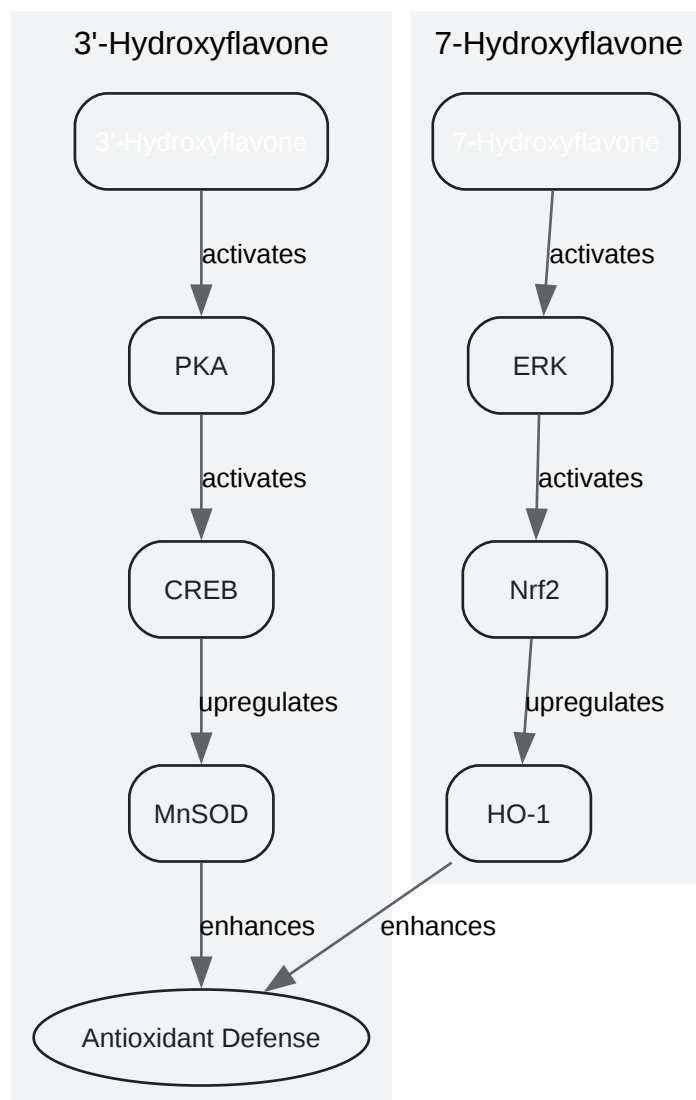 3'-Hydroxyflavone
3'-Hydroxyflavone
activates
PKA
activates
CREB
upregulates
MnSOD
enhances
Antioxidant Defense
7-Hydroxyflavone
7-Hydroxyflavone
activates
ERK
activates
Nrf2
upregulates
HO-1
enhances